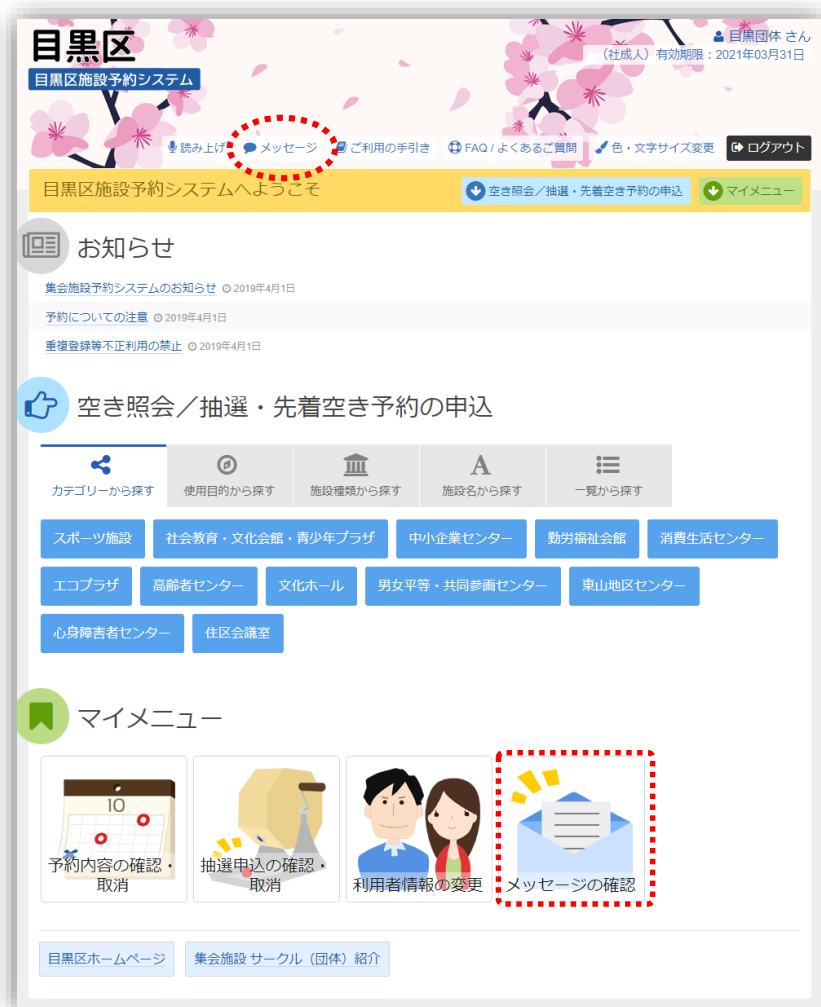 目黒区
目黒区施設予約システム
目黒団体 さん
（社成人）有効期限：2021年03月31日
読み上げ メッセージ ご利用の手引き FAQ / よくあるご質問 色・文字サイズ変更 ログアウト
目黒区施設予約システムへようこそ 空き照会／抽選・先着空き予約の申込 マイメニュー
お知らせ
集会施設予約システムのお知らせ 2019年4月1日
予約についての注意 2019年4月1日
重複登録等不正利用の禁止 2019年4月1日
空き照会／抽選・先着空き予約の申込
カテゴリーから探す 使用目的から探す 施設種類から探す 施設名から探す 一覧から探す
スポーツ施設 社会教育・文化会館・青少年プラザ 中小企業センター 勤労福祉会館 消費生活センター
エコプラザ 高齢者センター 文化ホール 男女平等・共同参画センター 東山地区センター
心身障害者センター 住区会議室
マイメニュー
10
予約内容の確認・
取消
抽選申込の確認・
取消
利用者情報の変更
メッセージの確認
目黒区ホームページ 集会施設 サークル（団体）紹介